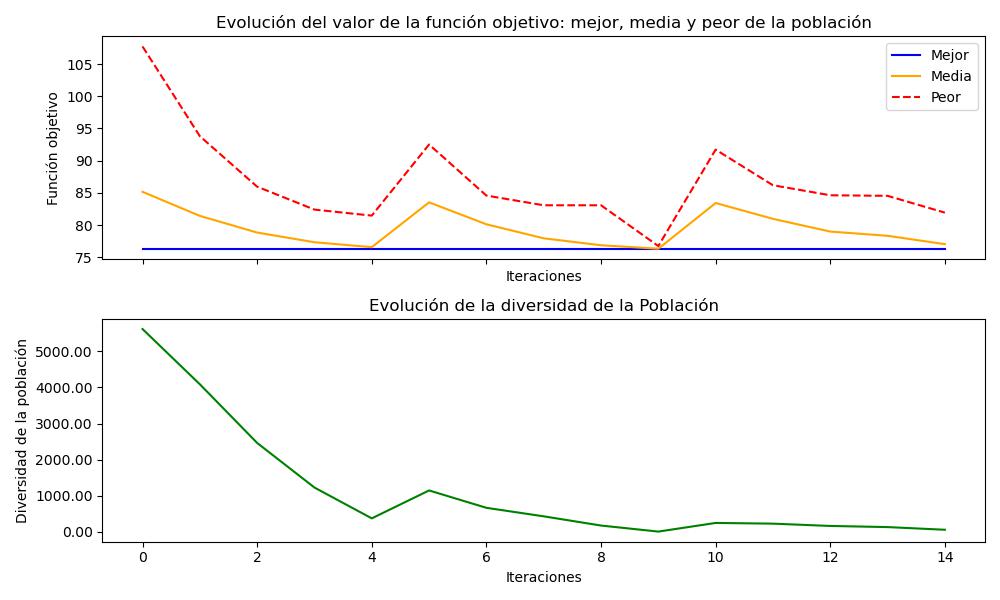 Evolución del valor de la función objetivo: mejor, media y peor de la población
Función objetivo
105
100
95
90
85
80
75
Mejor
Media
Peor
Iteraciones
Evolución de la diversidad de la Población
Diversidad de la población
5000.00
4000.00
3000.00
2000.00
1000.00
0.00
0 2 4 6 8 10 12 14
Iteraciones